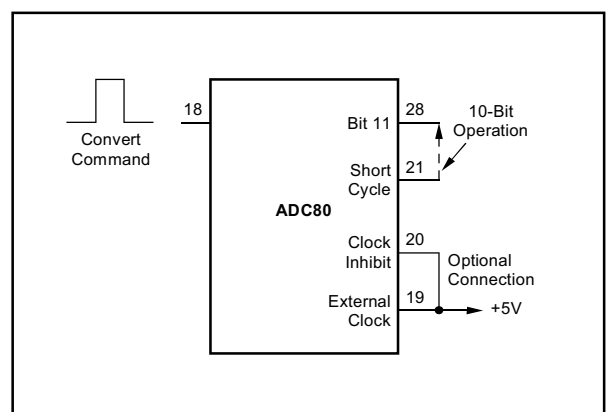 18
Convert
Command
ADC80
Bit 11
28
10-Bit
Operation
Short
Cycle
21
Clock
Inhibit
20
Optional
Connection
External
Clock
19
+5V